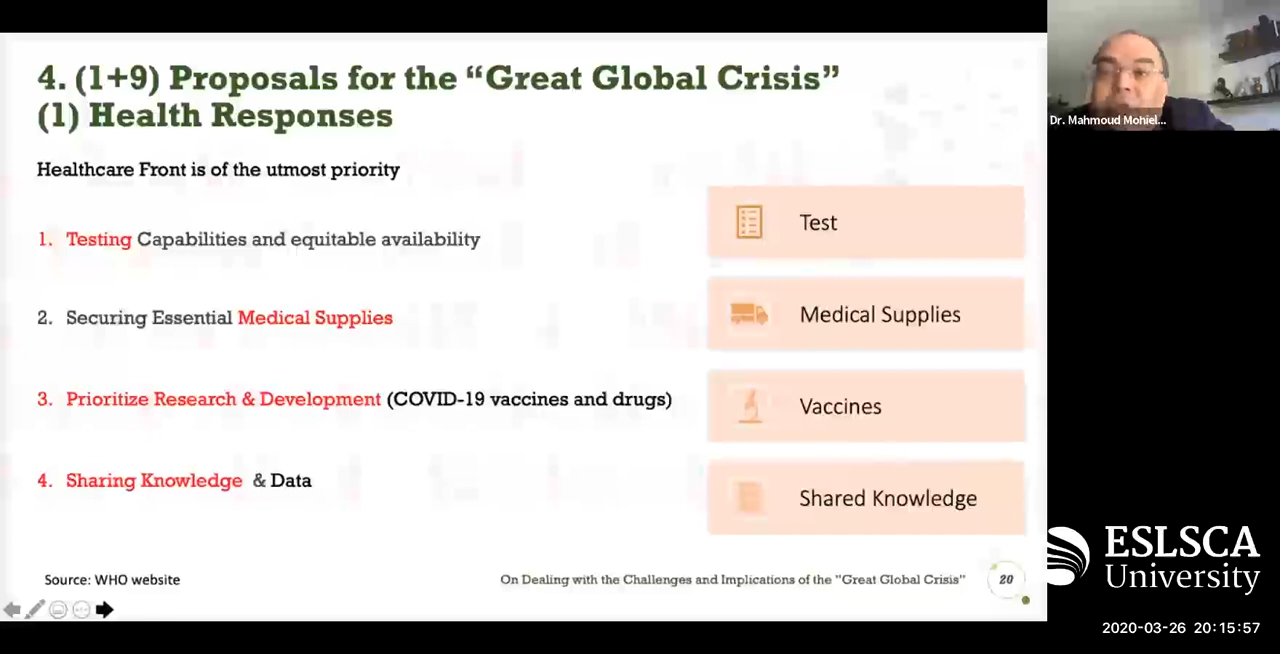 4. (1+9) Proposals for the “Great Global Crisis”
(1) Health Responses
Healthcare Front is of the utmost priority
1. Testing Capabilities and equitable availability
2. Securing Essential Medical Supplies
3. Prioritize Research & Development (COVID-19 vaccines and drugs)
4. Sharing Knowledge & Data
Test
Medical Supplies
Vaccines
Shared Knowledge
Source: WHO website
On Dealing with the Challenges and Implications of the "Great Global Crisis"
20
Dr. Mahmoud Mohiel...
ESLSCA
University
2020-03-26 20:15:57